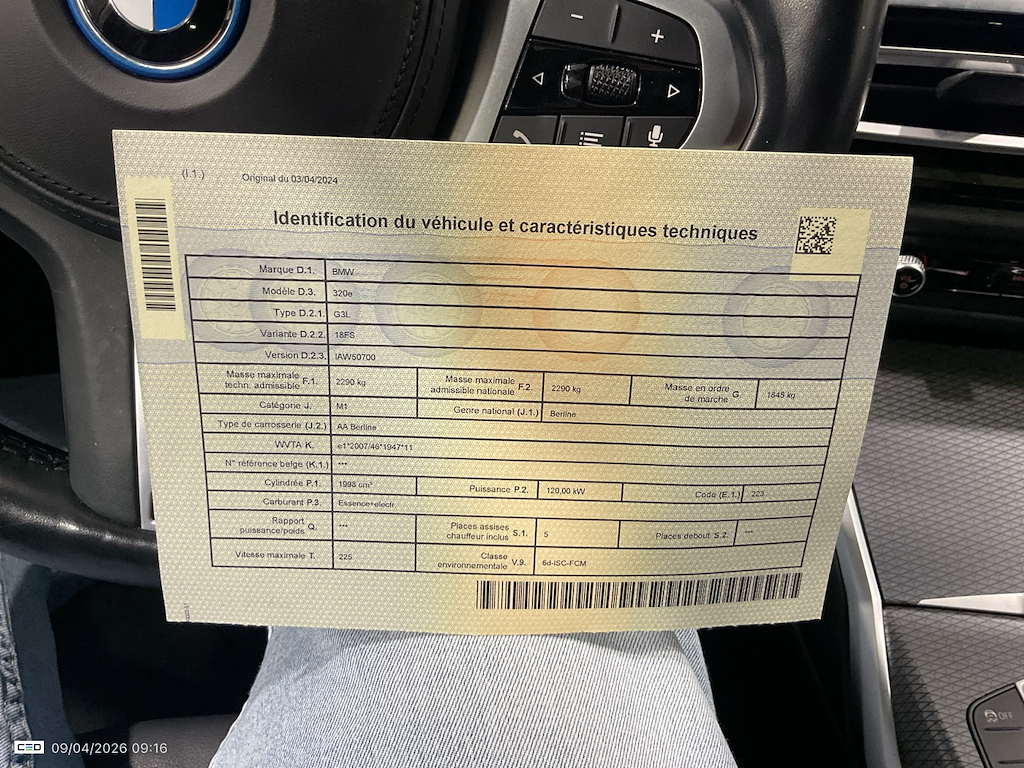 (I.1.) Original du 03/04/2024
Identification du véhicule et caractéristiques techniques
Marque D.1. BMW
Modèle D.3. 320e
Type D.2.1. G3L
Variante D.2.2. 18FS
Version D.2.3. IAW50700
Masse maximale techn. admissible F.1. 2290 kg Masse maximale admissible nationale F.2. 2290 kg Masse en ordre de marche G. 1845 kg
Catégorie J. M1 Genre national (J.1.) Berline
Type de carrosserie (J.2.) AA Berline
WVTA K. e1*2007/46*1947*11
N° référence belge (K.1.) ***
Cylindrée P.1. 1998 cm³ Puissance P.2. 120,00 kW Code (E.1.) 223
Carburant P.3. Essence+electr.
Rapport puissance/poids Q. *** Places assises chauffeur inclus S.1. 5 Places debout S.2. ***
Vitesse maximale T. 225 Classe environnementale V.9. 6d-ISC-FCM
OFF
CEO 09/04/2026 09:16